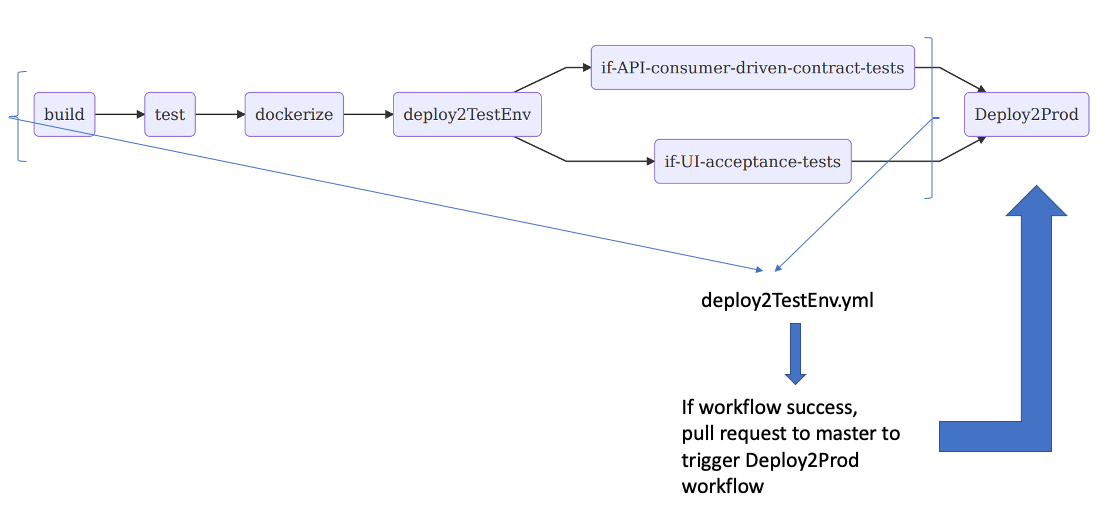 if-API-consumer-driven-contract-tests
build
test
dockerize
deploy2TestEnv
Deploy2Prod
if-UI-acceptance-tests
deploy2TestEnv.yml
If workflow success,
pull request to master to
trigger Deploy2Prod
workflow